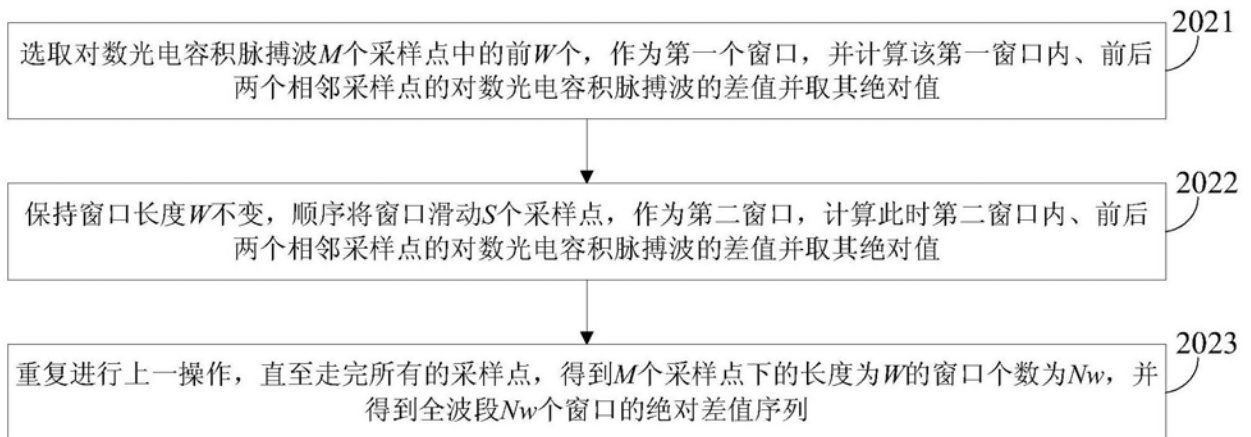 2021
选取对数光电容积脉搏波M个采样点中的前W个，作为第一个窗口，并计算该第一窗口内、前后
两个相邻采样点的对数光电容积脉搏波的差值并取其绝对值
2022
保持窗口长度W不变，顺序将窗口滑动S个采样点，作为第二窗口，计算此时第二窗口内、前后
两个相邻采样点的对数光电容积脉搏波的差值并取其绝对值
2023
重复进行上一操作，直至走完所有的采样点，得到M个采样点下的长度为W的窗口个数为Nw，并
得到全波段Nw个窗口的绝对差值序列